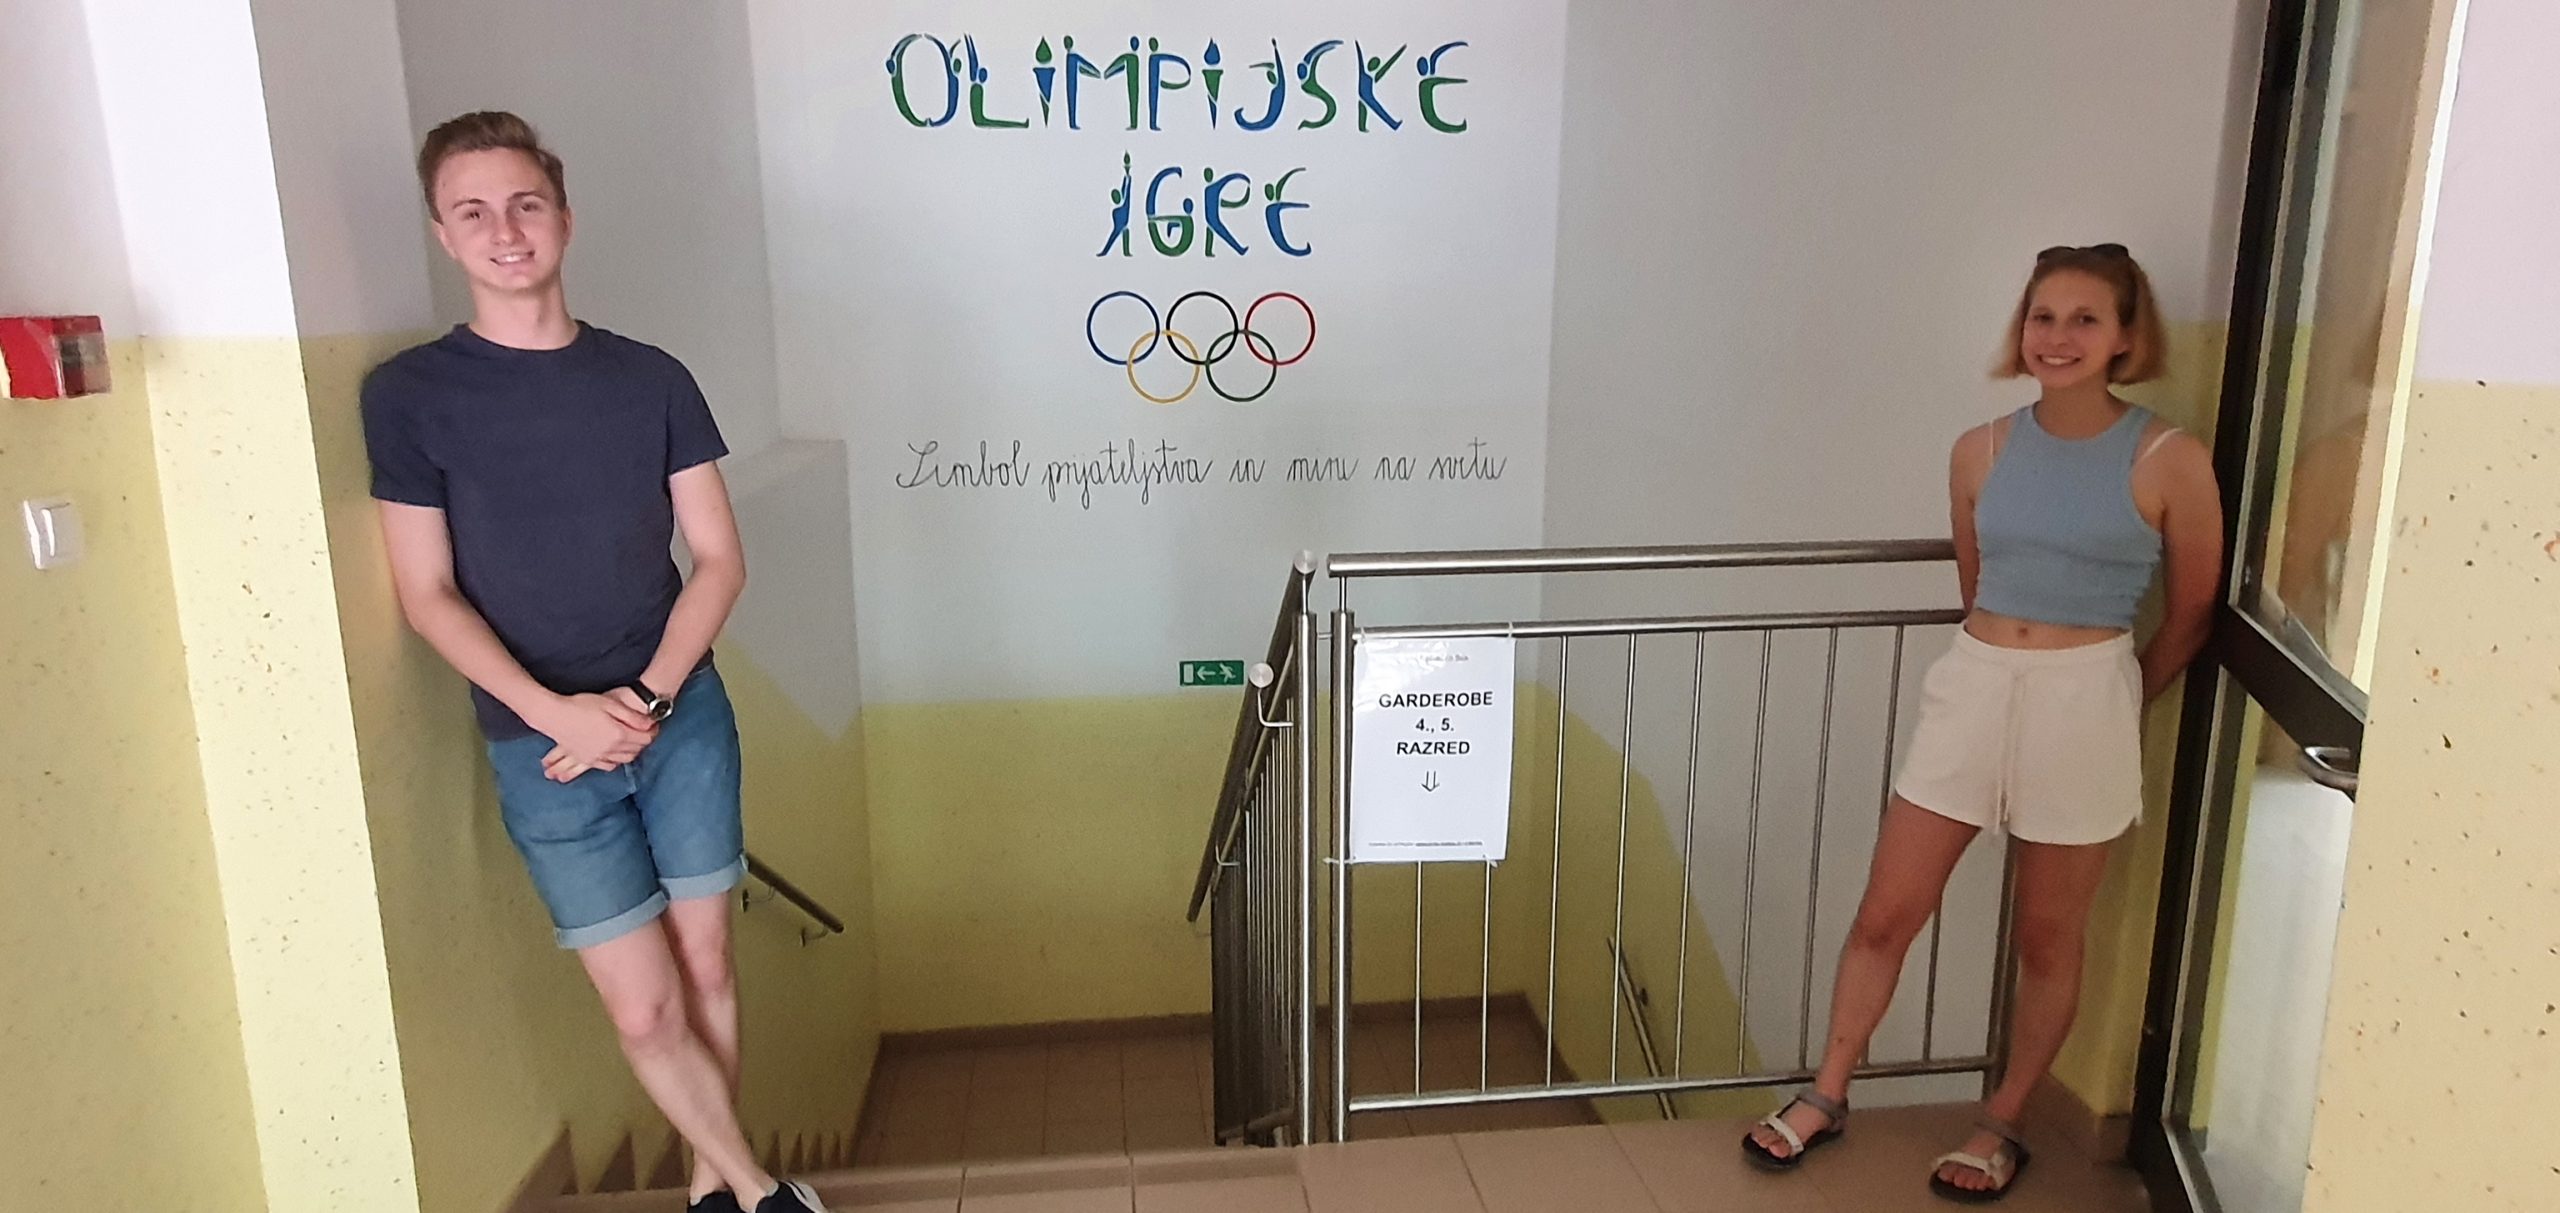 OLIMPIJSKE
IGRE
Simbol prijateljstva in miru na svetu
GARDEROBE
4., 5.
RAZRED
⇓